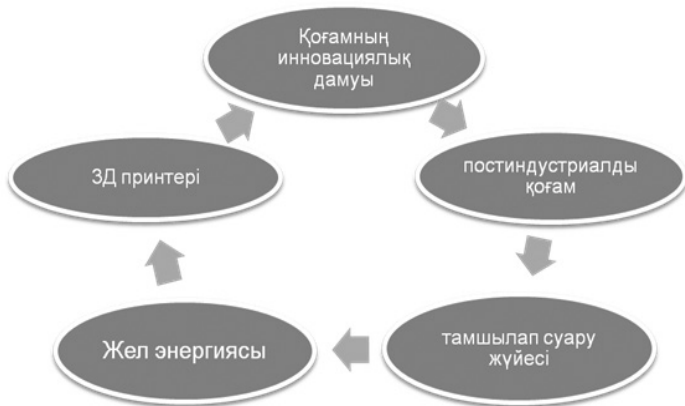 Қоғамның
инновациялық
дамуы
постиндустриалды
қоғам
тамшылап суару
жүйесі
Жел энергиясы
3Д принтері